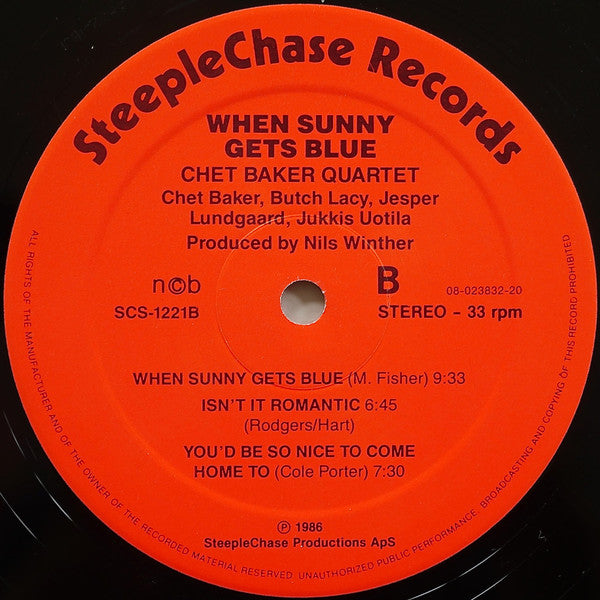 SteepleChase Records
WHEN SUNNY
GETS BLUE
CHET BAKER QUARTET
Chet Baker, Butch Lacy, Jesper
Lundgaard, Jukkis Uotila
Produced by Nils Winther
n©b
B
08-023832-20
SCS-1221B
STEREO - 33 rpm
WHEN SUNNY GETS BLUE (M. Fisher) 9:33
ISN'T IT ROMANTIC 6:45
(Rodgers/Hart)
YOU'D BE SO NICE TO COME
HOME TO (Cole Porter) 7:30
℗ 1986
SteepleChase Productions ApS
ALL RIGHTS OF THE MANUFACTURER AND OF THE OWNER OF THE RECORDED MATERIAL RESERVED. UNAUTHORIZED PUBLIC PERFORMANCE, BROADCASTING AND COPYING OF THIS RECORD PROHIBITED